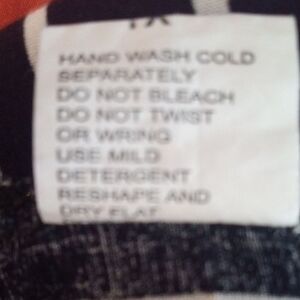 1X
HAND WASH COLD
SEPARATELY
DO NOT BLEACH
DO NOT TWIST
OR WRING
USE MILD
DETERGENT
RESHAPE AND
DRY FLAT